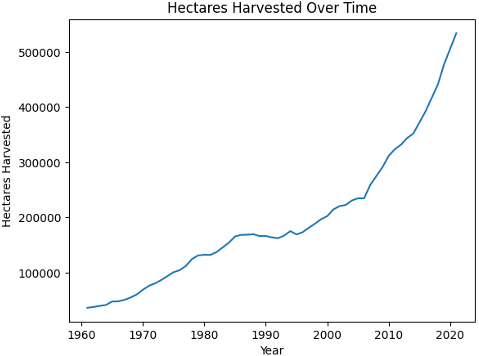 Hectares Harvested Over Time
500000
400000
300000
200000
100000
Hectares Harvested
1960 1970 1980 1990 2000 2010 2020
Year